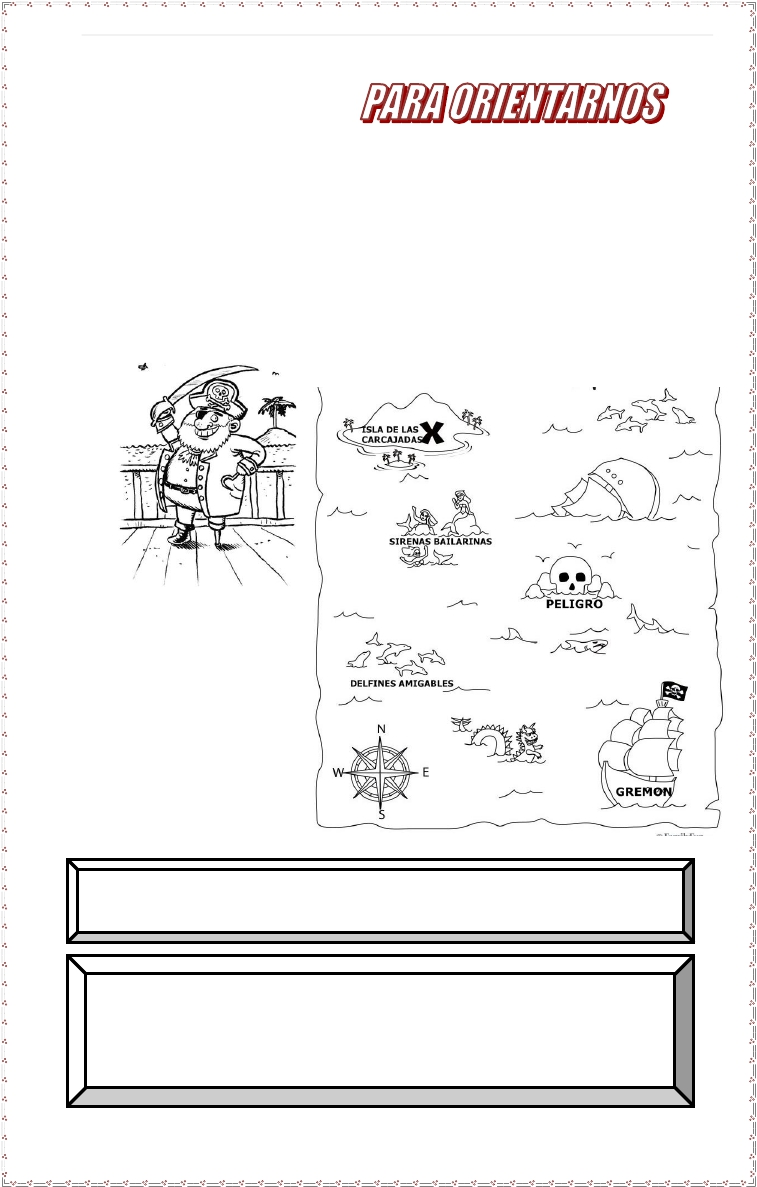 PARA ORIENTARNOS
ISLA DE LAS
CARCAJADAS X
SIRENAS BAILARINAS
PELIGRO
DELFINES AMIGABLES
N
W E
S
GREMON